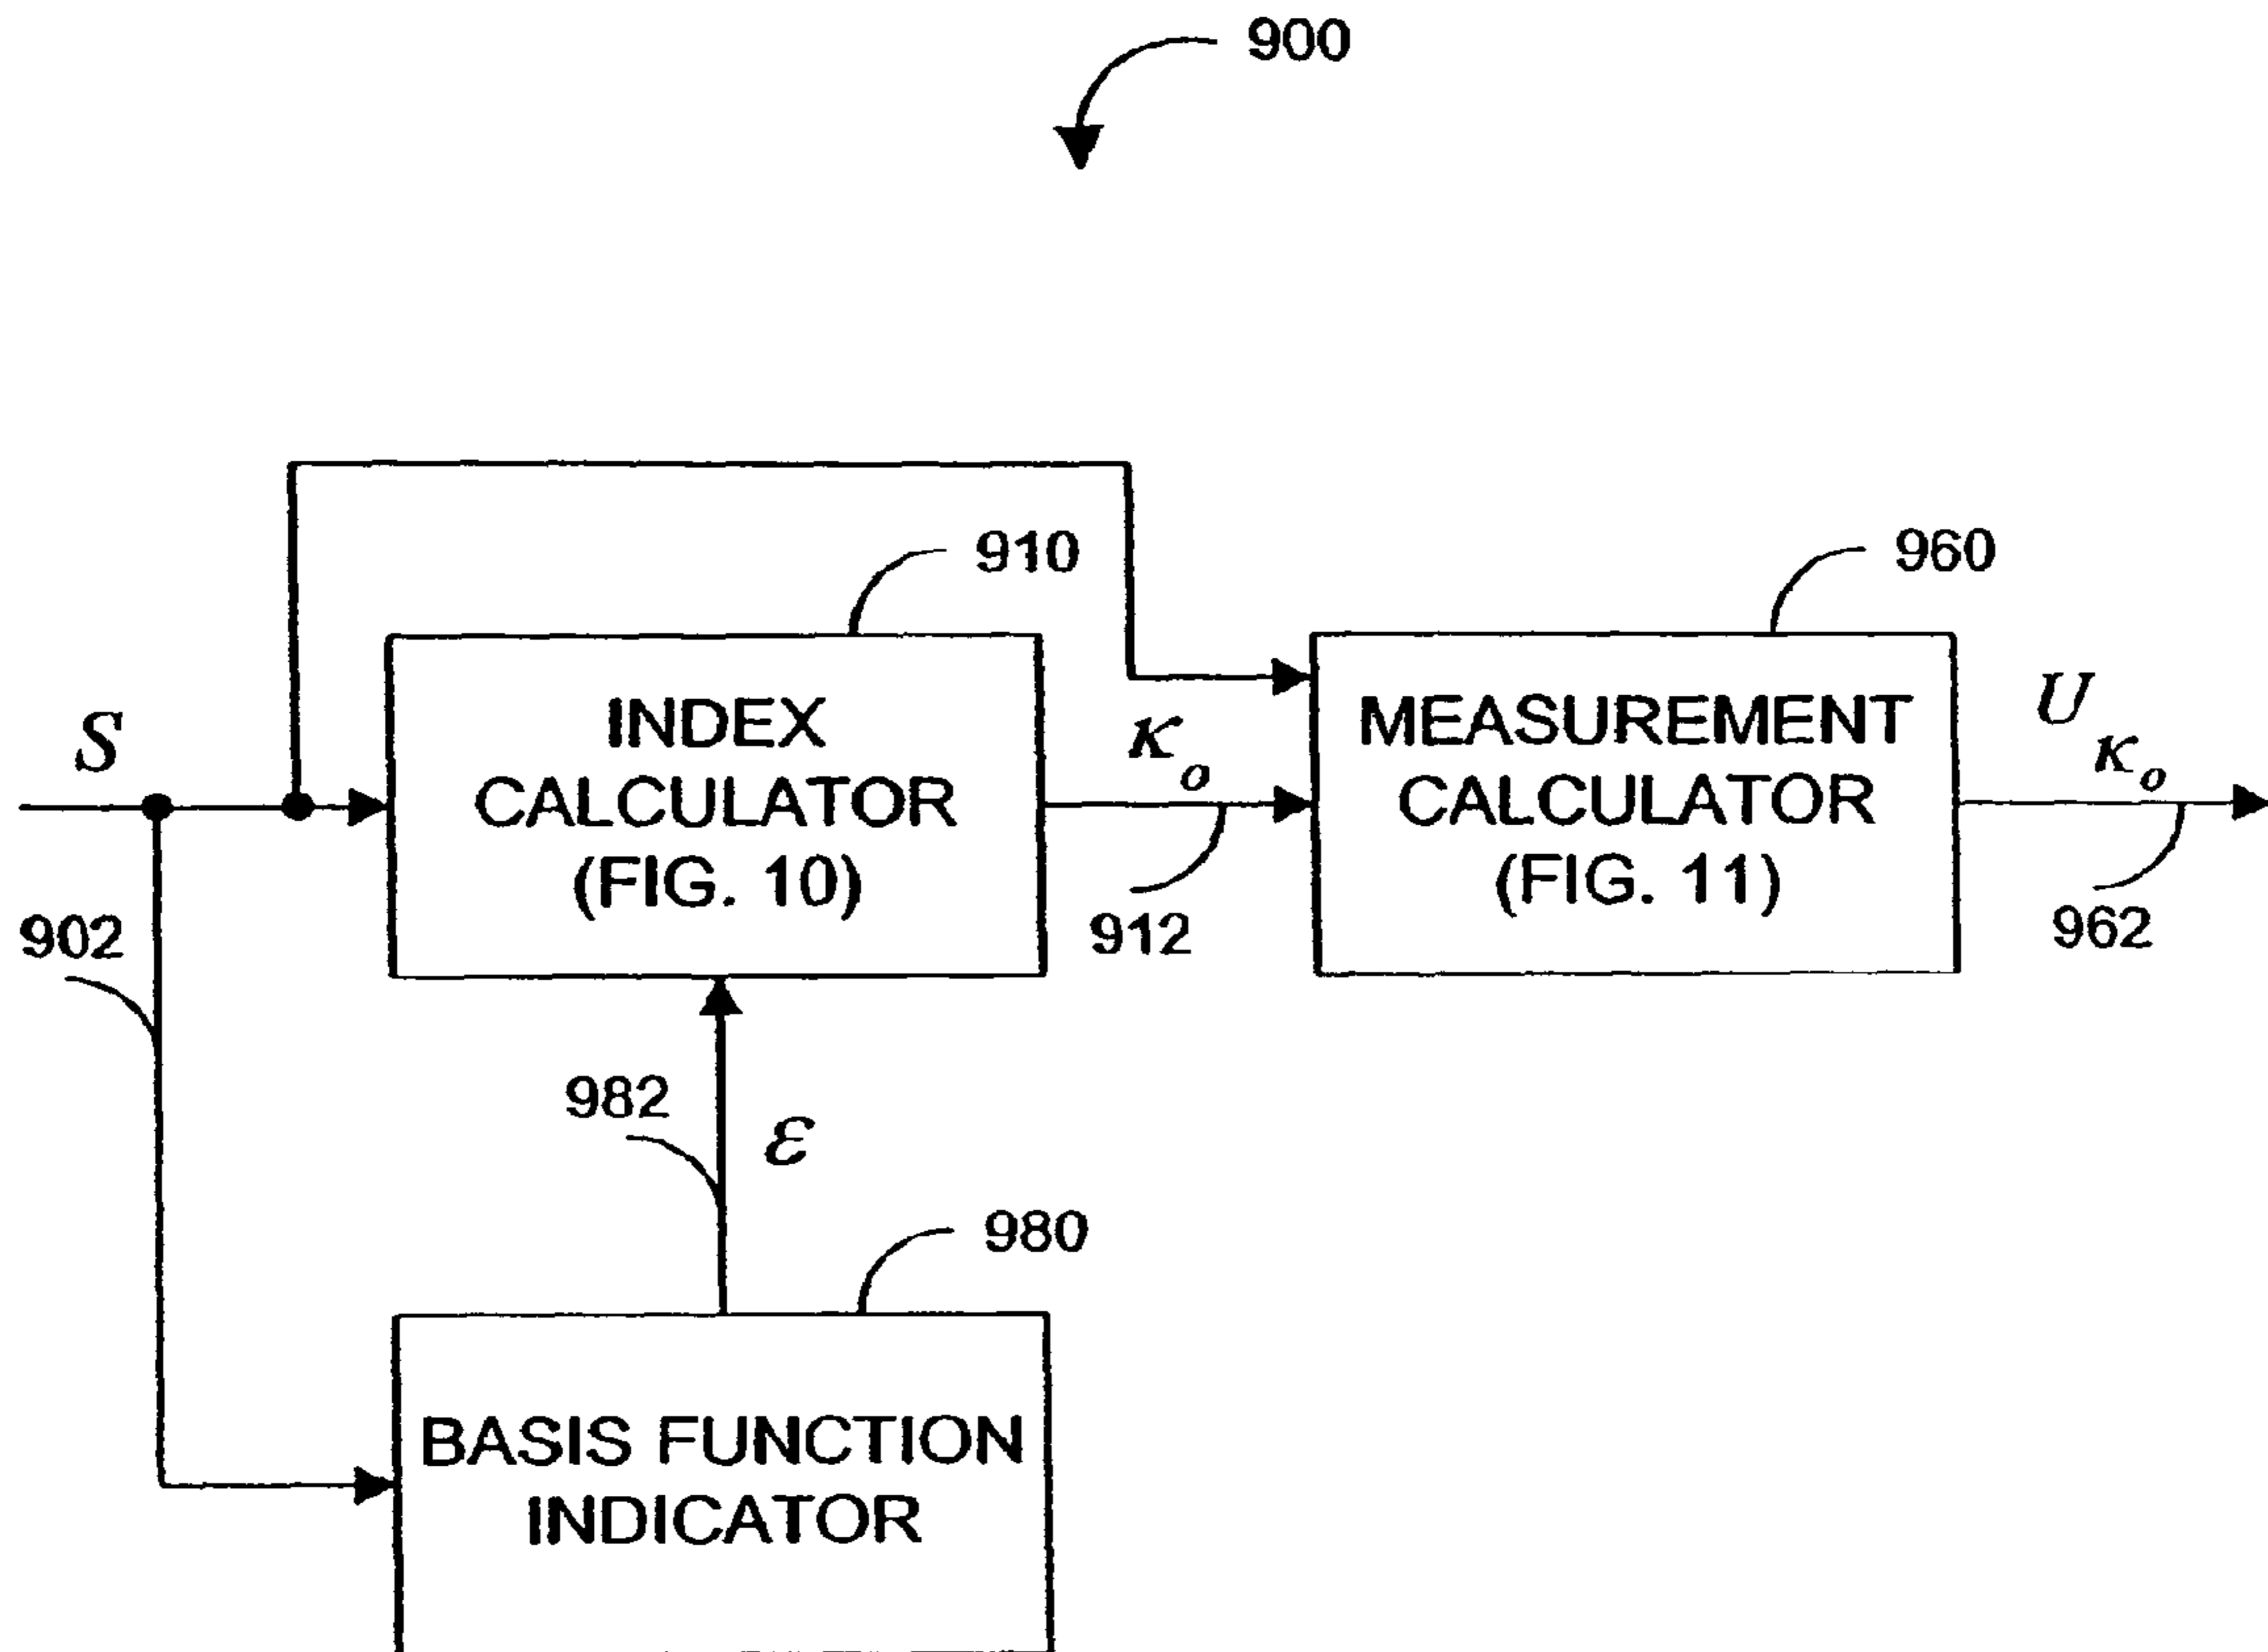 900
910
960
S
INDEX
CALCULATOR
(FIG. 10)
κo
MEASUREMENT
CALCULATOR
(FIG. 11)
Uκo
902
912
962
982
ε
980
BASIS FUNCTION
INDICATOR